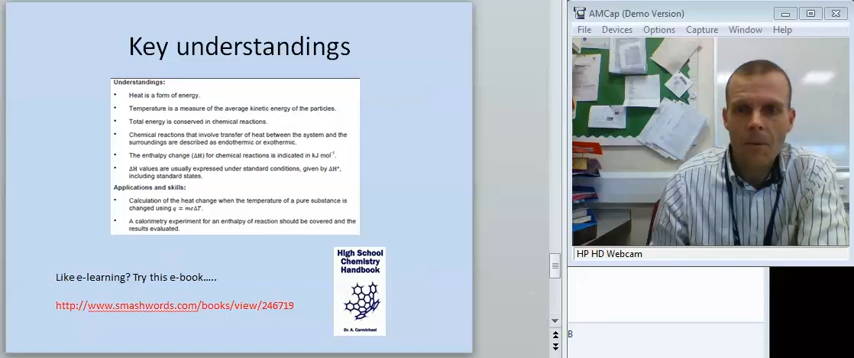 Key understandings
Understandings:
• Heat is a form of energy.
• Temperature is a measure of the average kinetic energy of the particles.
• Total energy is conserved in chemical reactions.
• Chemical reactions that involve transfer of heat between the system and the
surroundings are described as endothermic or exothermic.
• The enthalpy change (ΔH) for chemical reactions is indicated in kJ mol⁻¹.
• ΔH values are usually expressed under standard conditions, given by ΔH°,
including standard states.
Applications and skills:
• Calculation of the heat change when the temperature of a pure substance is
changed using q = mcΔT.
• A calorimetry experiment for an enthalpy of reaction should be covered and the
results evaluated.
Like e-learning? Try this e-book…..
http://www.smashwords.com/books/view/246719
High School
Chemistry
Handbook
Dr. A. Carmichael
AMCap (Demo Version)
File Devices Options Capture Window Help
HP HD Webcam
B